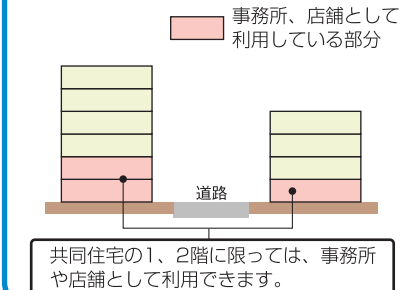 事務所、店舗として
利用している部分
道路
共同住宅の1、2階に限っては、事務所
や店舗として利用できます。